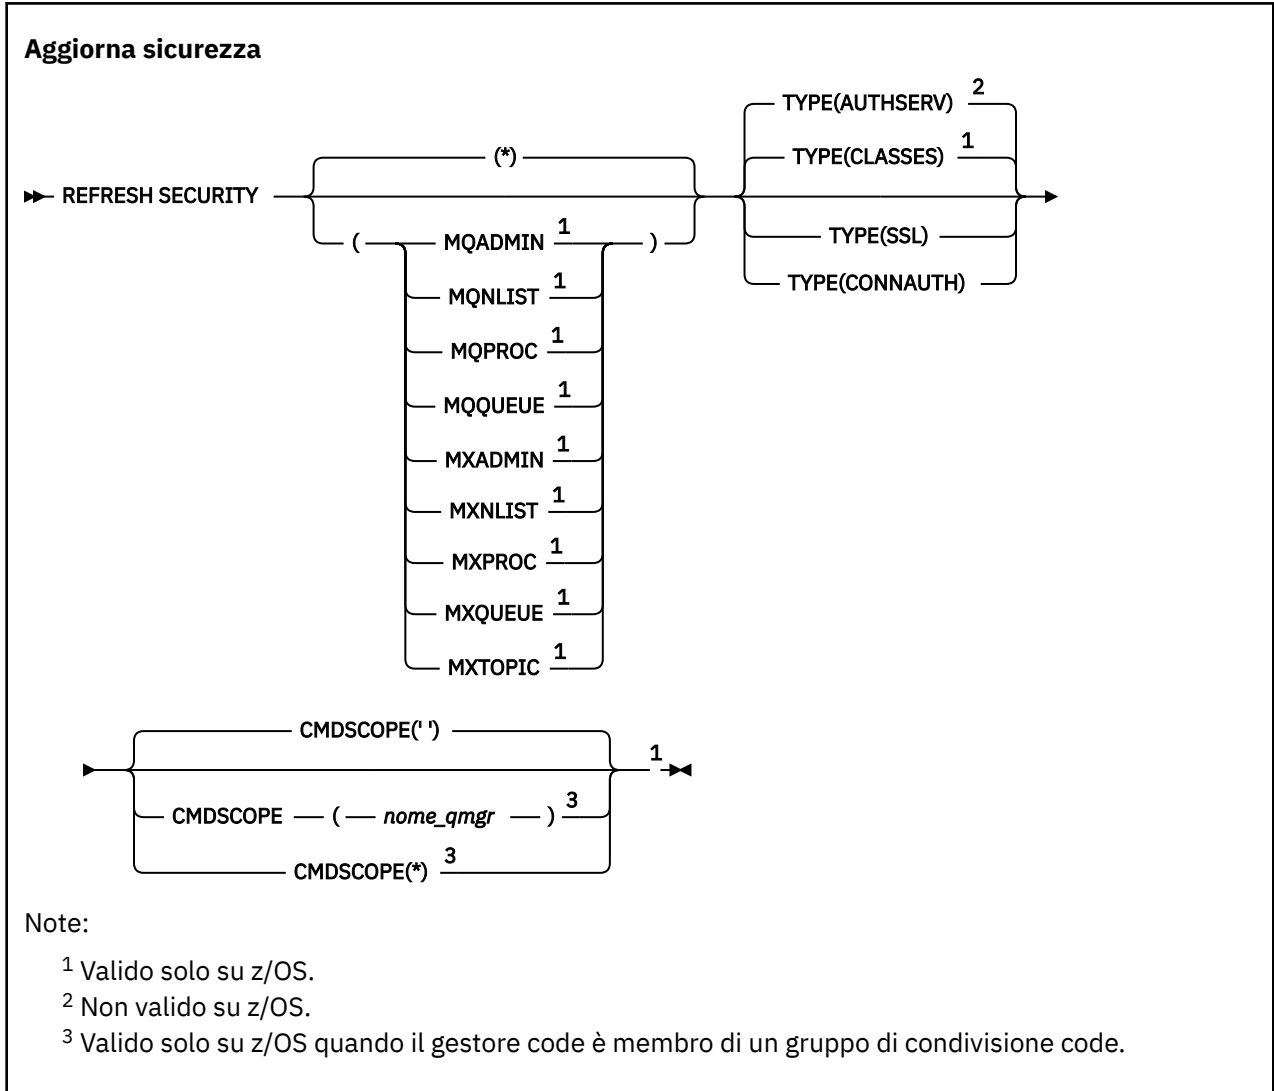 Aggiorna sicurezza
REFRESH SECURITY
(*)
( MQADMIN 1 )
MQNLIST 1
MQPROC 1
MQQUEUE 1
MXADMIN 1
MXNLIST 1
MXPROC 1
MXQUEUE 1
MXTOPIC 1
TYPE(AUTHSERV) 2
TYPE(CLASSES) 1
TYPE(SSL)
TYPE(CONNAUTH)
CMDSCOPE(' ')
1
CMDSCOPE ( nome_qmgr ) 3
CMDSCOPE(*) 3
Note:
1 Valido solo su z/OS.
2 Non valido su z/OS.
3 Valido solo su z/OS quando il gestore code è membro di un gruppo di condivisione code.